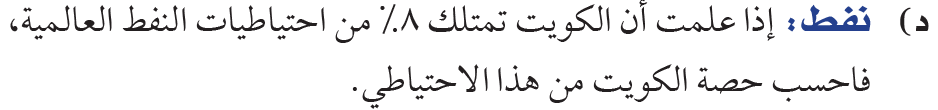 د) نفط: إذا علمت أن الكويت تمتلك ٨٪ من احتياطيات النفط العالمية،
فاحسب حصة الكويت من هذا الاحتياطي.